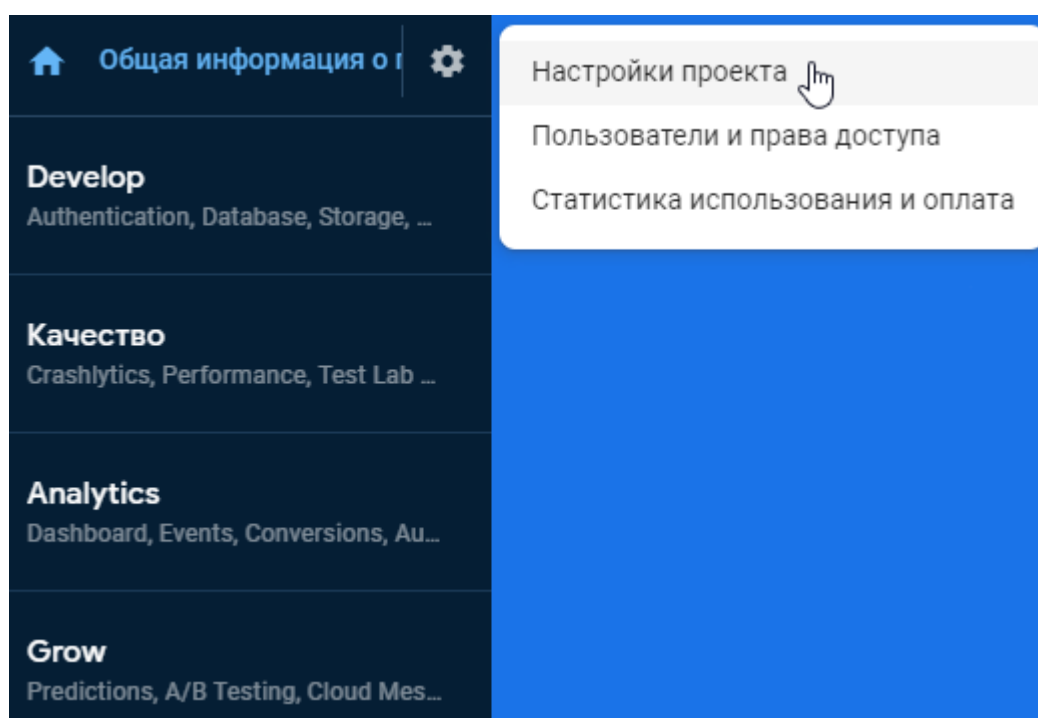 Общая информация о
Настройки проекта
Пользователи и права доступа
Статистика использования и оплата
Develop
Authentication, Database, Storage, ...
Качество
Crashlytics, Performance, Test Lab ...
Analytics
Dashboard, Events, Conversions, Au...
Grow
Predictions, A/B Testing, Cloud Mes...